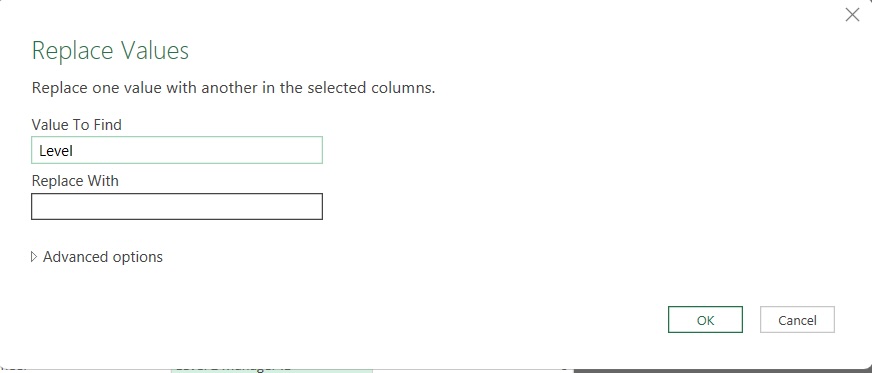 Replace Values
Replace one value with another in the selected columns.
Value To Find
Level
Replace With
Advanced options
OK
Cancel